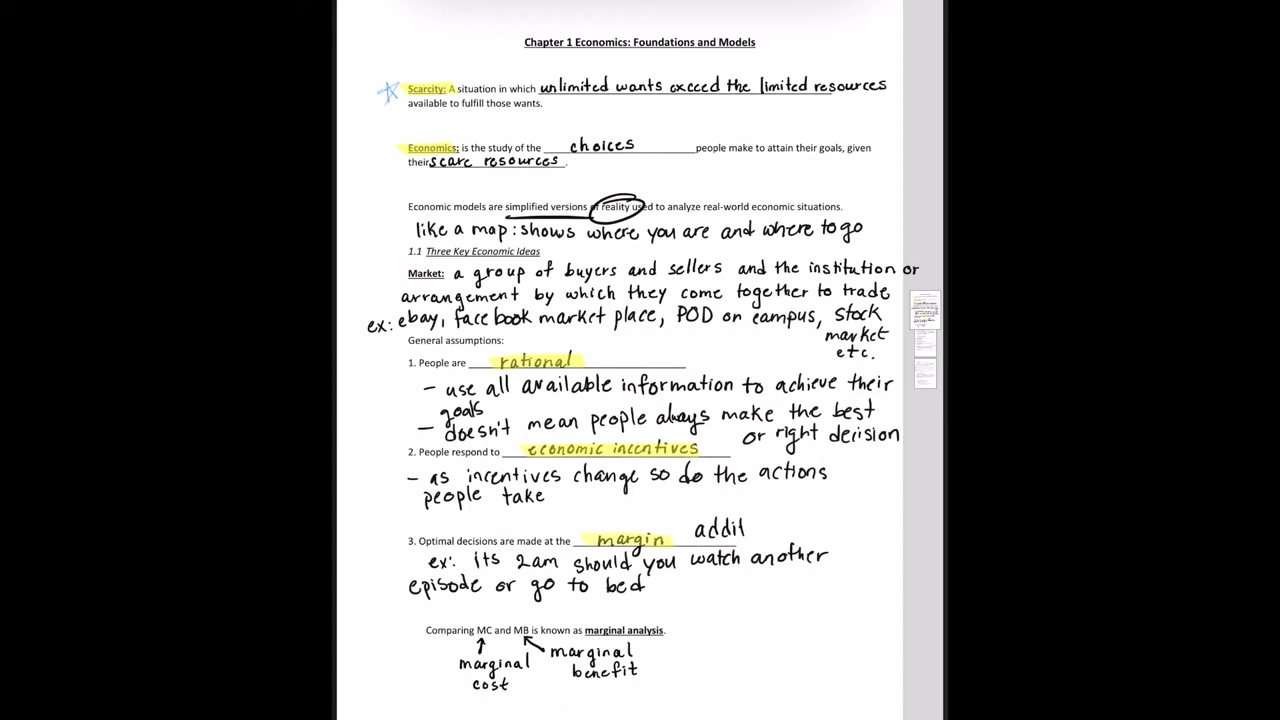 Chapter 1 Economics: Foundations and Models
Scarcity: A situation in which unlimited wants exceed the limited resources
available to fulfill those wants.
Economics: is the study of the choices people make to attain their goals, given
their scarc resources.
Economic models are simplified versions of reality used to analyze real-world economic situations.
like a map: shows where you are and where to go
1.1 Three Key Economic Ideas
Market: a group of buyers and sellers and the institution or
arrangement by which they come together to trade
ex: ebay, facebook market place, POD on campus, stock
market
etc.
General assumptions:
1. People are rational
- use all available information to achieve their
goals
- doesn't mean people always make the best
or right decision
2. People respond to economic incentives
- as incentives change so do the actions
people take
3. Optimal decisions are made at the margin addit
ex: its 2am should you watch another
episode or go to bed
Comparing MC and MB is known as marginal analysis.
marginal
cost
marginal
benefit